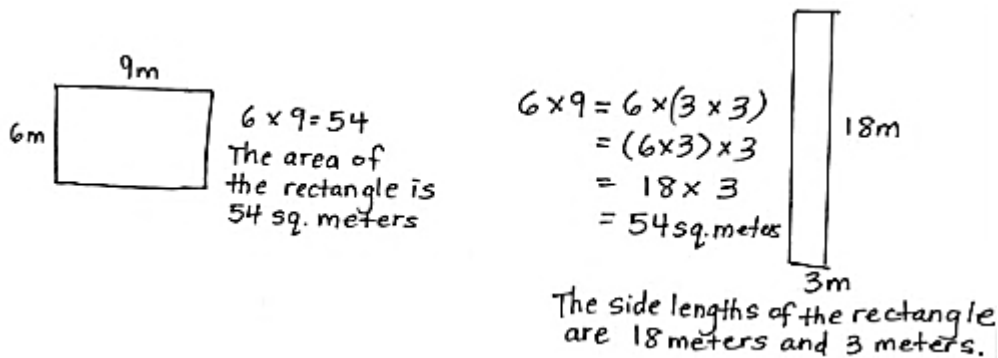 9m
6m
6 x 9 = 54
The area of
the rectangle is
54 sq. meters
6 x 9 = 6 x (3 x 3)
= (6x3) x 3
= 18 x 3
= 54 sq. metes
18m
3m
The side lengths of the rectangle
are 18 meters and 3 meters.